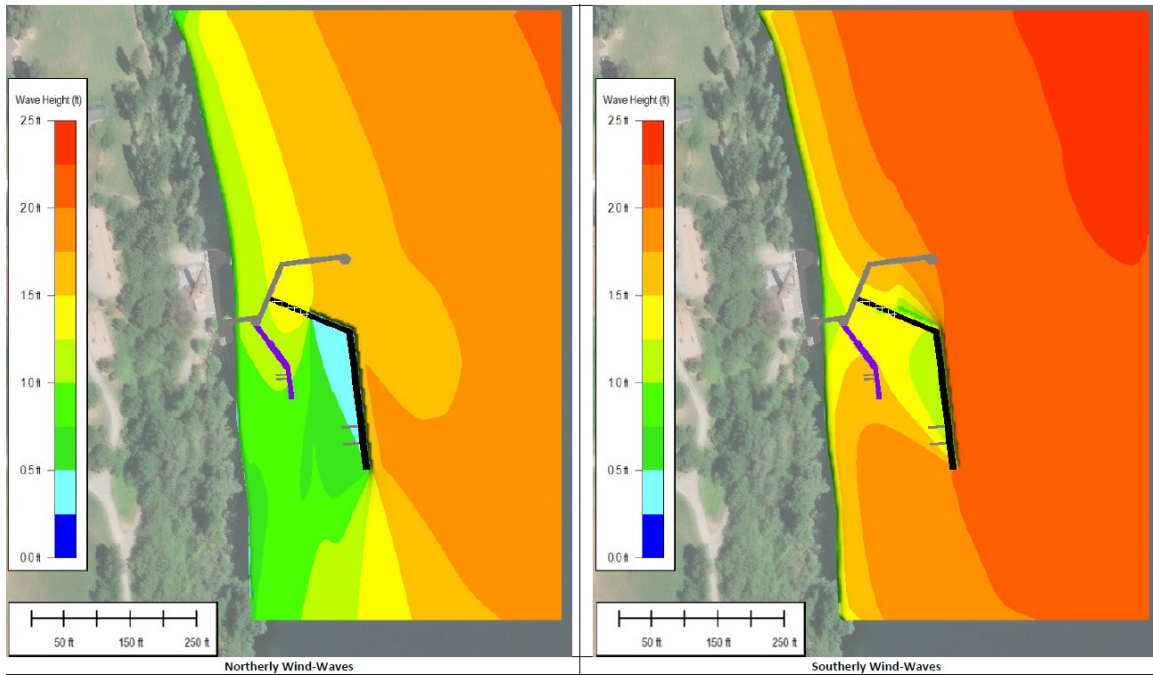 Wave Height (ft)
2.5 ft
2.0 ft
1.5 ft
1.0 ft
0.5 ft
0.0 ft
50 ft 150 ft 250 ft
Northerly Wind-Waves
Wave Height (ft)
2.5 ft
2.0 ft
1.5 ft
1.0 ft
0.5 ft
0.0 ft
50 ft 150 ft 250 ft
Southerly Wind-Waves